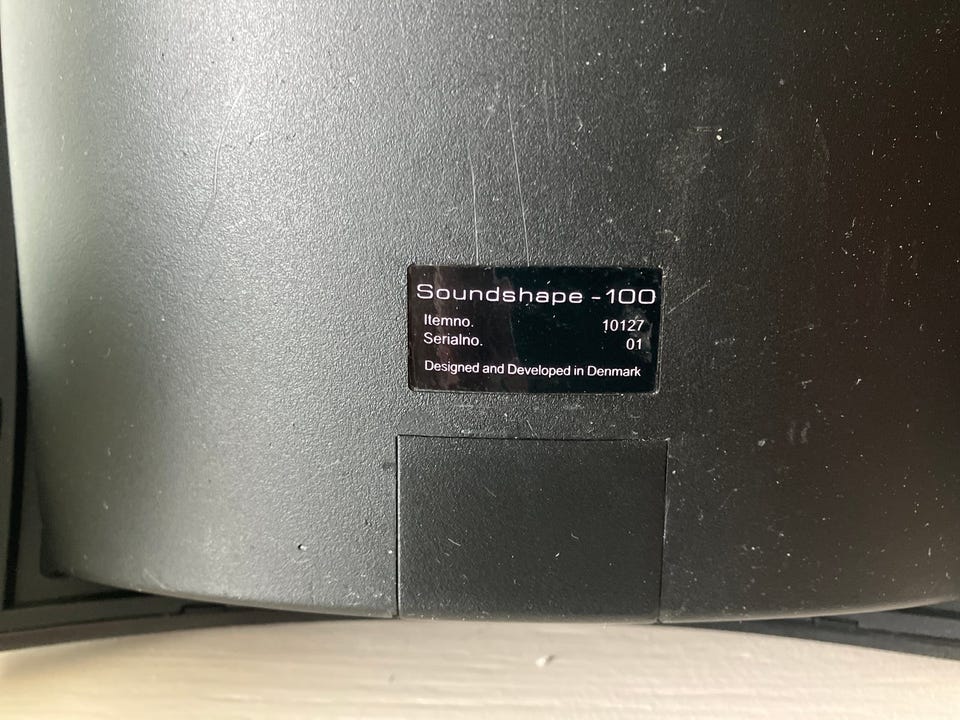 Soundshape - 100
Itemno. 10127
Serialno. 01
Designed and Developed in Denmark